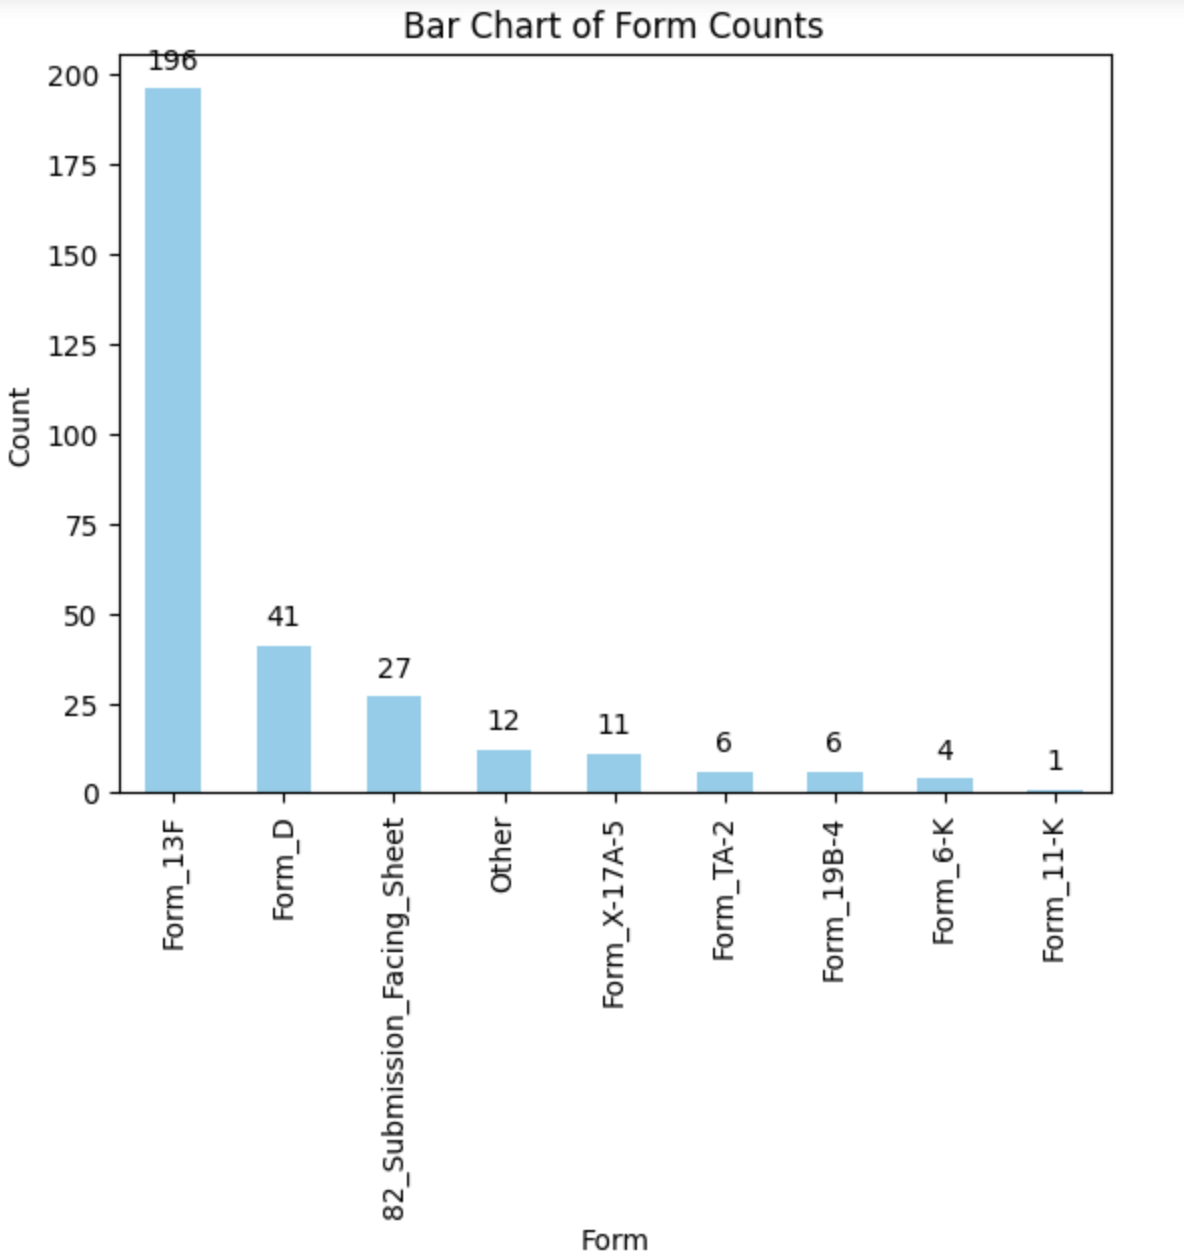 Bar Chart of Form Counts
196
200
175
150
125
100
75
50
25
0
Count
41
27
12
11
6
6
4
1
Form_13F
Form_D
82_Submission_Facing_Sheet
Other
Form_X-17A-5
Form_TA-2
Form_19B-4
Form_6-K
Form_11-K
Form